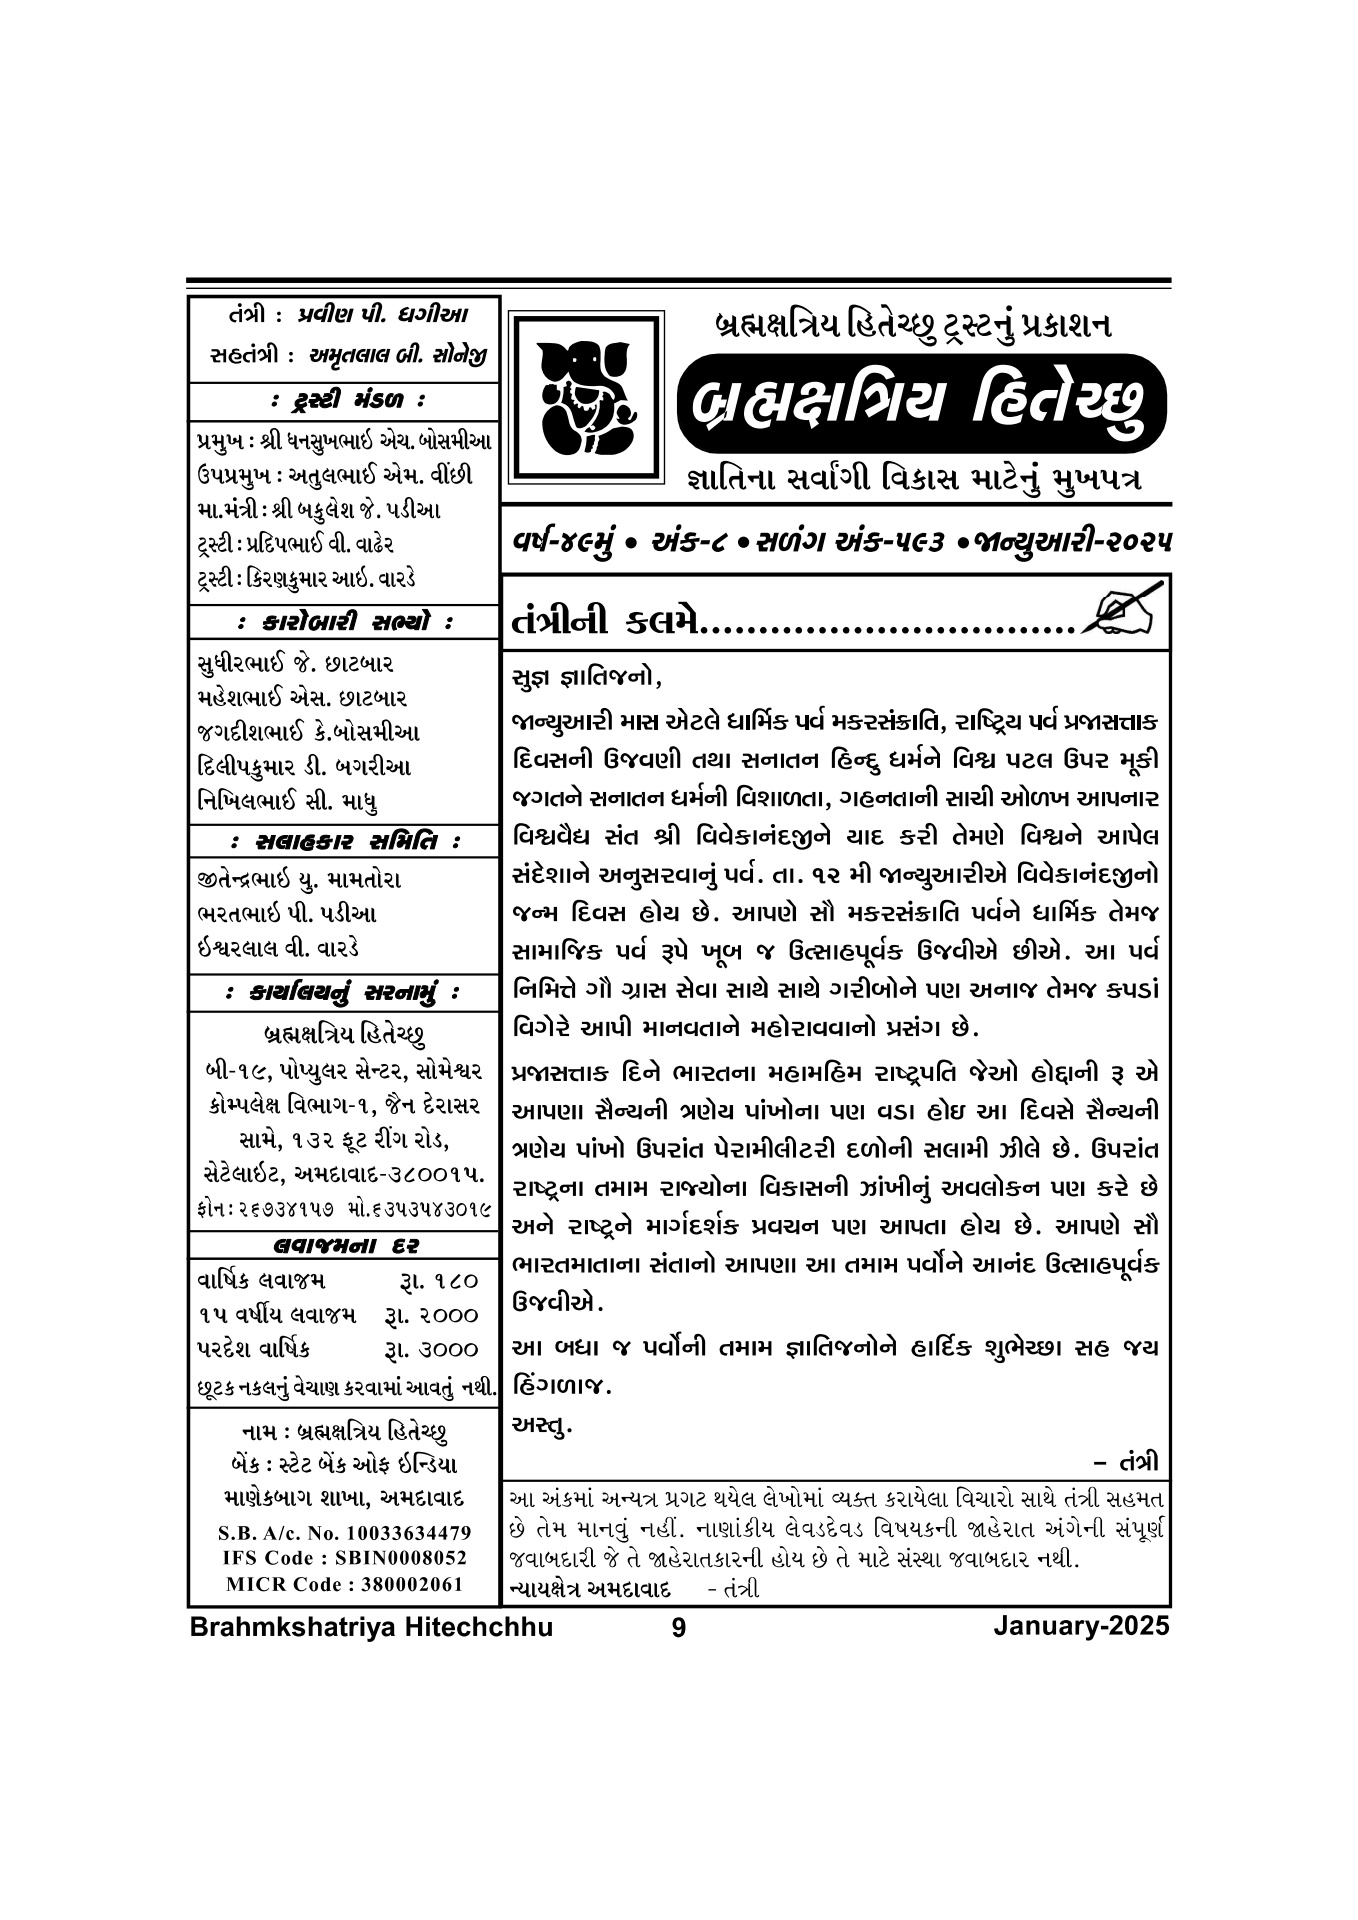 તંત્રી : પ્રવીણ પી. ધગીઆ
સહતંત્રી : અમૃતલાલ બી. સોનેજી
: ટ્રસ્ટી મંડળ :
પ્રમુખ : શ્રી ધનસુખભાઇ એચ. બોસમીઆ
ઉપપ્રમુખ : અતુલભાઈ એમ. વીંછી
મા.મંત્રી : શ્રી બકુલેશ જે. પડીઆ
ટ્રસ્ટી : પ્રદિપભાઈ વી. વાઢેર
ટ્રસ્ટી : કિરણકુમાર આઇ. વારડે
: કારોબારી સભ્યો :
સુધીરભાઈ જે. છાટબાર
મહેશભાઈ એસ. છાટબાર
જગદીશભાઈ કે.બોસમીઆ
દિલીપકુમાર ડી. બગરીઆ
નિખિલભાઈ સી. માધુ
: સલાહકાર સમિતિ :
જીતેન્દ્રભાઇ યુ. મામતોરા
ભરતભાઇ પી. પડીઆ
ઇશ્વરલાલ વી. વારડે
: કાર્યાલયનું સરનામું :
બ્રહ્મક્ષત્રિય હિતેચ્છુ
બી-૧૯, પોપ્યુલર સેન્ટર, સોમેશ્વર
કોમ્પલેક્ષ વિભાગ-૧, જૈન દેરાસર
સામે, ૧૩૨ ફૂટ રીંગ રોડ,
સેટેલાઇટ, અમદાવાદ-૩૮૦૦૧૫.
ફોન : ૨૬૭૩૪૧૫૭ મો.૬૩૫૩૫૪૩૦૧૯
લવાજમના દર
વાર્ષિક લવાજમ રૂા. ૧૮૦
૧૫ વર્ષીય લવાજમ રૂા. ૨૦૦૦
પરદેશ વાર્ષિક રૂા. ૩૦૦૦
છૂટક નકલનું વેચાણ કરવામાં આવતું નથી.
નામ : બ્રહ્મક્ષત્રિય હિતેચ્છુ
બેંક : સ્ટેટ બેંક ઓફ ઇન્ડિયા
માણેકબાગ શાખા, અમદાવાદ
S.B. A/c. No. 10033634479
IFS Code : SBIN0008052
MICR Code : 380002061
બ્રહ્મક્ષત્રિય હિતેચ્છુ ટ્રસ્ટનું પ્રકાશન
બ્રહ્મક્ષત્રિય હિતેચ્છુ
જ્ઞાતિના સર્વાંગી વિકાસ માટેનું મુખપત્ર
વર્ષ-૪૯મું • અંક-૮ • સળંગ અંક-૫૯૩ • જાન્યુઆરી-૨૦૨૫
તંત્રીની કલમે................................
સુજ્ઞ જ્ઞાતિજનો,
જાન્યુઆરી માસ એટલે ધાર્મિક પર્વ મકરસંક્રાતિ, રાષ્ટ્રિય પર્વ પ્રજાસત્તાક
દિવસની ઉજવણી તથા સનાતન હિન્દુ ધર્મને વિશ્વ પટલ ઉપર મૂકી
જગતને સનાતન ધર્મની વિશાળતા, ગહનતાની સાચી ઓળખ આપનાર
વિશ્વવૈદ્ય સંત શ્રી વિવેકાનંદજીને યાદ કરી તેમણે વિશ્વને આપેલ
સંદેશાને અનુસરવાનું પર્વ. તા. ૧૨ મી જાન્યુઆરીએ વિવેકાનંદજીનો
જન્મ દિવસ હોય છે. આપણે સૌ મકરસંક્રાતિ પર્વને ધાર્મિક તેમજ
સામાજિક પર્વ રૂપે ખૂબ જ ઉત્સાહપૂર્વક ઉજવીએ છીએ. આ પર્વ
નિમિત્તે ગૌ ગ્રાસ સેવા સાથે સાથે ગરીબોને પણ અનાજ તેમજ કપડાં
વિગેરે આપી માનવતાને મહોરાવવાનો પ્રસંગ છે.
પ્રજાસત્તાક દિને ભારતના મહામહિમ રાષ્ટ્રપતિ જેઓ હોદ્દાની રૂ એ
આપણા સૈન્યની ત્રણેય પાંખોના પણ વડા હોઇ આ દિવસે સૈન્યની
ત્રણેય પાંખો ઉપરાંત પેરામીલીટરી દળોની સલામી ઝીલે છે. ઉપરાંત
રાષ્ટ્રના તમામ રાજ્યોના વિકાસની ઝાંખીનું અવલોકન પણ કરે છે
અને રાષ્ટ્રને માર્ગદર્શક પ્રવચન પણ આપતા હોય છે. આપણે સૌ
ભારતમાતાના સંતાનો આપણા આ તમામ પર્વોને આનંદ ઉત્સાહપૂર્વક
ઉજવીએ.
આ બધા જ પર્વોની તમામ જ્ઞાતિજનોને હાર્દિક શુભેચ્છા સહ જય
હિંગળાજ.
અસ્તુ.
– તંત્રી
આ અંકમાં અન્યત્ર પ્રગટ થયેલ લેખોમાં વ્યક્ત કરાયેલા વિચારો સાથે તંત્રી સહમત
છે તેમ માનવું નહીં. નાણાંકીય લેવડદેવડ વિષયકની જાહેરાત અંગેની સંપૂર્ણ
જવાબદારી જે તે જાહેરાતકારની હોય છે તે માટે સંસ્થા જવાબદાર નથી.
ન્યાયક્ષેત્ર અમદાવાદ - તંત્રી
Brahmkshatriya Hitechchhu 9 January-2025